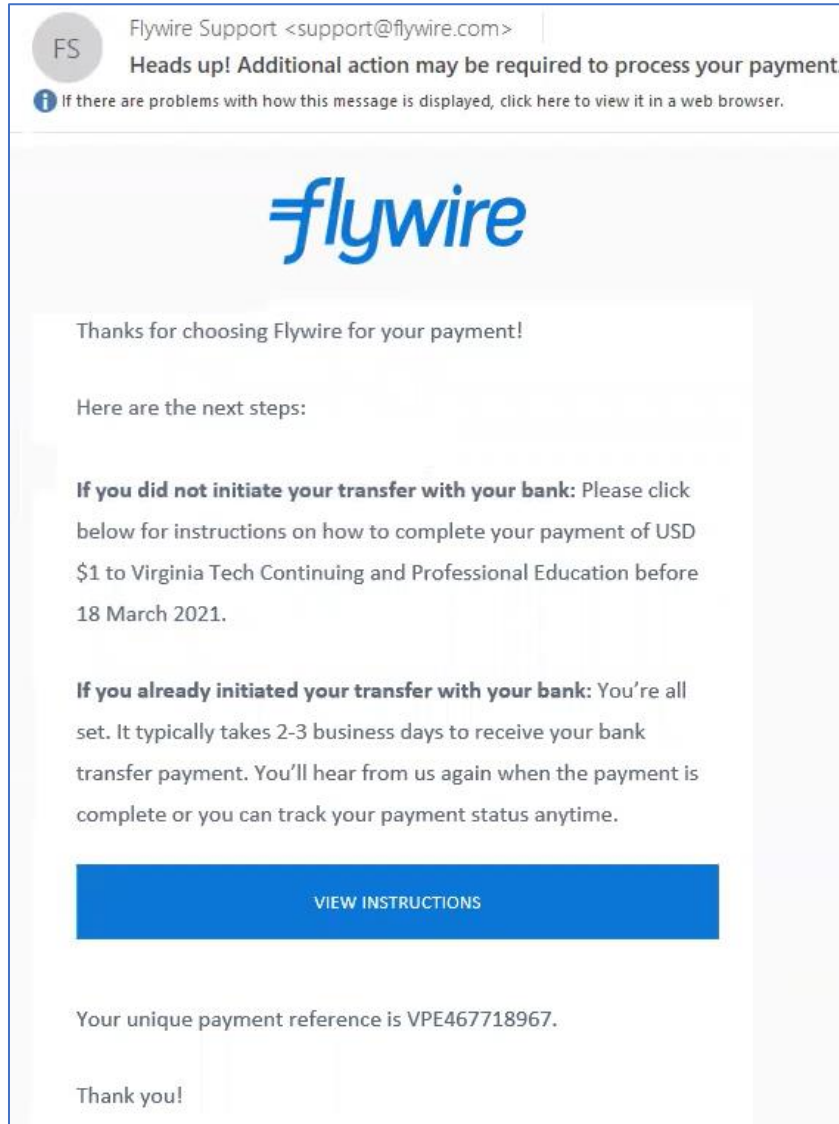 FS
Flywire Support <support@flywire.com>
Heads up! Additional action may be required to process your payment.
If there are problems with how this message is displayed, click here to view it in a web browser.
flywire
Thanks for choosing Flywire for your payment!
Here are the next steps:
If you did not initiate your transfer with your bank: Please click
below for instructions on how to complete your payment of USD
$1 to Virginia Tech Continuing and Professional Education before
18 March 2021.
If you already initiated your transfer with your bank: You're all
set. It typically takes 2-3 business days to receive your bank
transfer payment. You'll hear from us again when the payment is
complete or you can track your payment status anytime.
VIEW INSTRUCTIONS
Your unique payment reference is VPE467718967.
Thank you!